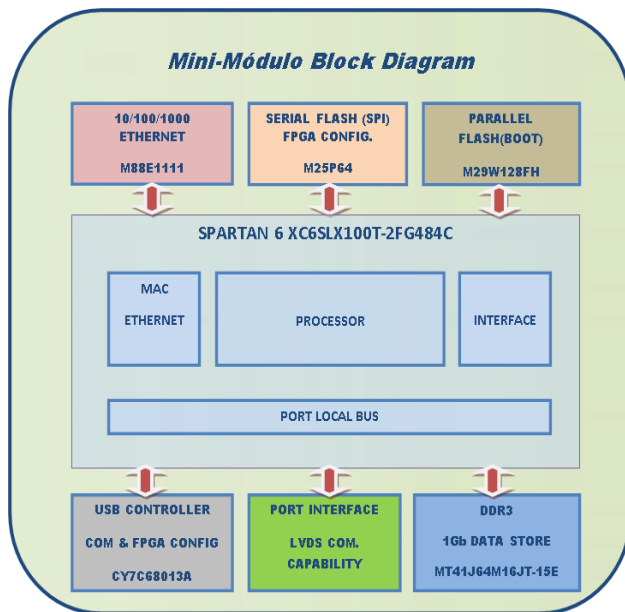 Mini-Módulo Block Diagram
10/100/1000
ETHERNET
M88E1111
SERIAL FLASH (SPI)
FPGA CONFIG.
M25P64
PARALLEL
FLASH(BOOT)
M29W128FH
SPARTAN 6 XC6SLX100T-2FG484C
MAC
ETHERNET
PROCESSOR
INTERFACE
PORT LOCAL BUS
USB CONTROLLER
COM & FPGA CONFIG
CY7C68013A
PORT INTERFACE
LVDS COM.
CAPABILITY
DDR3
1Gb DATA STORE
MT41J64M16JT-15E